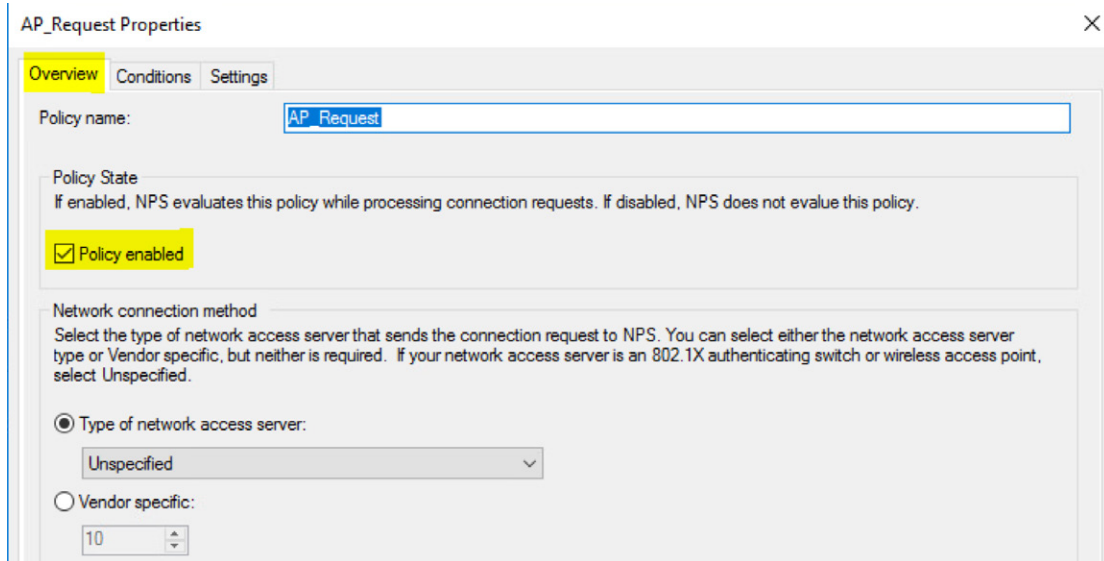 AP_Request Properties
Overview Conditions Settings
Policy name: AP_Request
Policy State
If enabled, NPS evaluates this policy while processing connection requests. If disabled, NPS does not evalue this policy.
Policy enabled
Network connection method
Select the type of network access server that sends the connection request to NPS. You can select either the network access server
type or Vendor specific, but neither is required. If your network access server is an 802.1X authenticating switch or wireless access point,
select Unspecified.
Type of network access server:
Unspecified
Vendor specific:
10